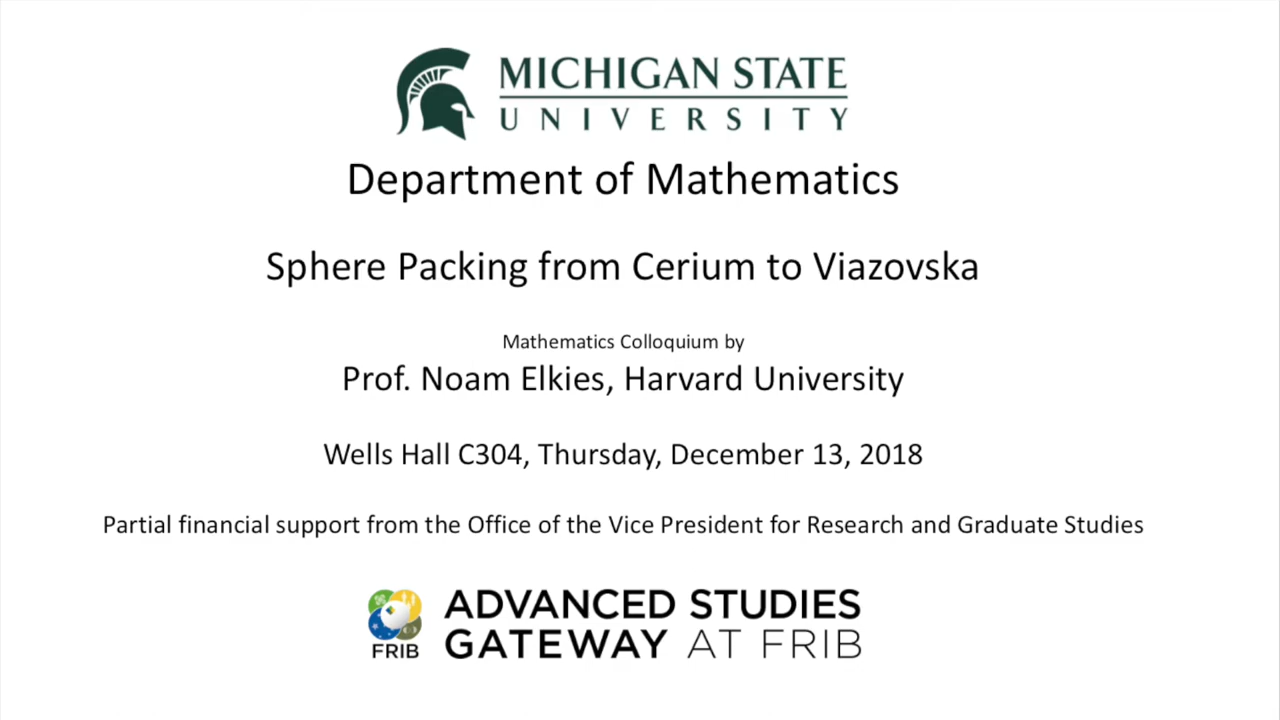 MICHIGAN STATE
UNIVERSITY
Department of Mathematics
Sphere Packing from Cerium to Viazovska
Mathematics Colloquium by
Prof. Noam Elkies, Harvard University
Wells Hall C304, Thursday, December 13, 2018
Partial financial support from the Office of the Vice President for Research and Graduate Studies
ADVANCED STUDIES
GATEWAY AT FRIB
FRIB